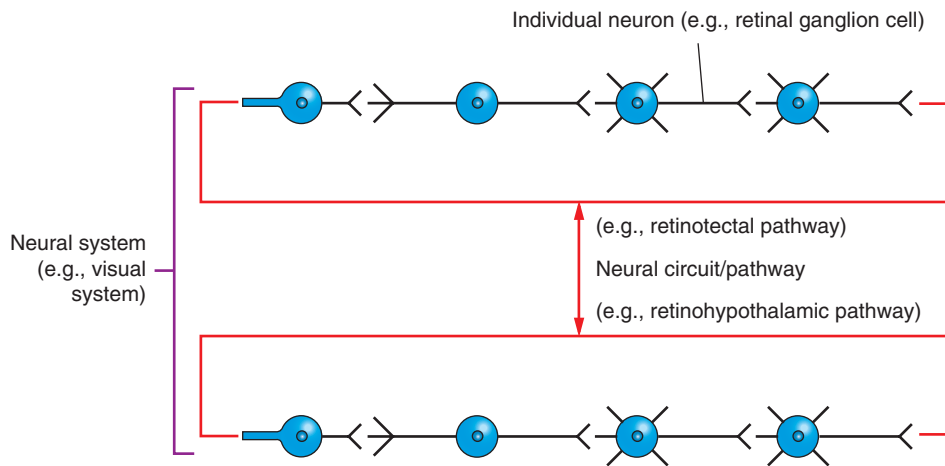 Individual neuron (e.g., retinal ganglion cell)
Neural system
(e.g., visual
system)
(e.g., retinotectal pathway)
Neural circuit/pathway
(e.g., retinohypothalamic pathway)